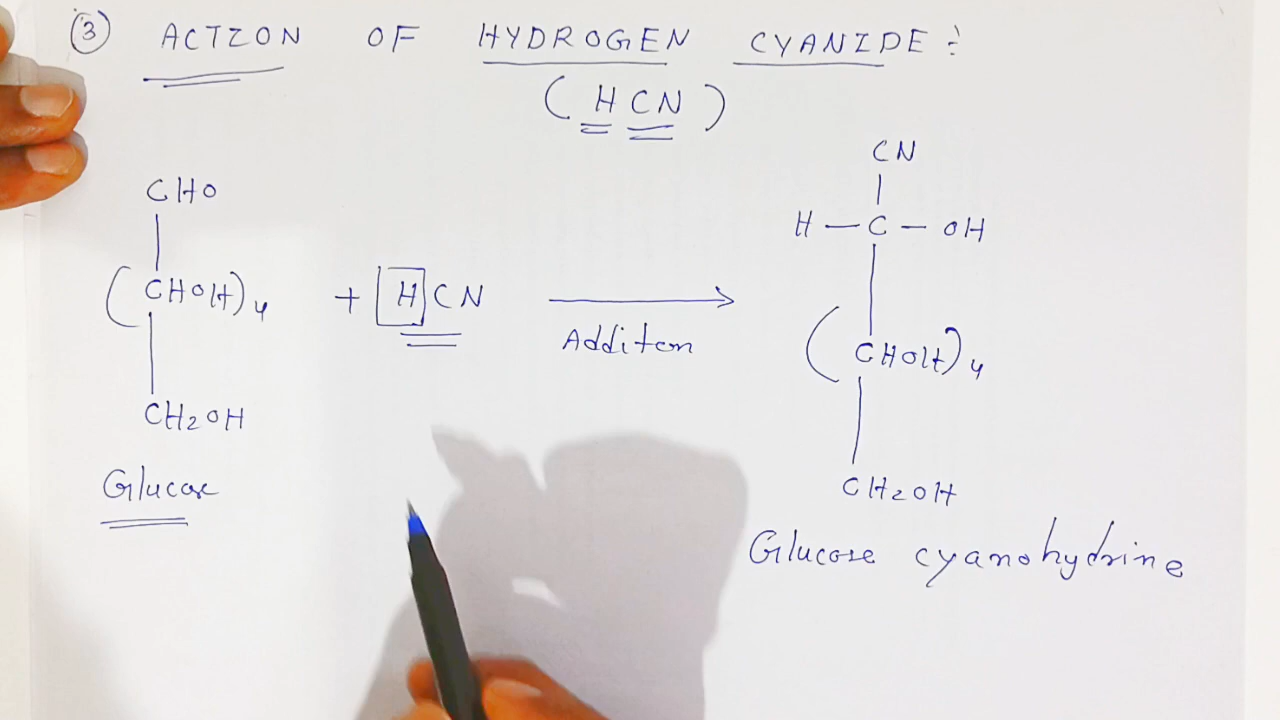 3 ACTION OF HYDROGEN CYANIDE :
(HCN)
CHO
(CHOH)4
CH2OH
Glucose
+ HCN
Additon
CN
H — C — OH
(CHOH)4
CH2OH
Glucose cyanohydrine